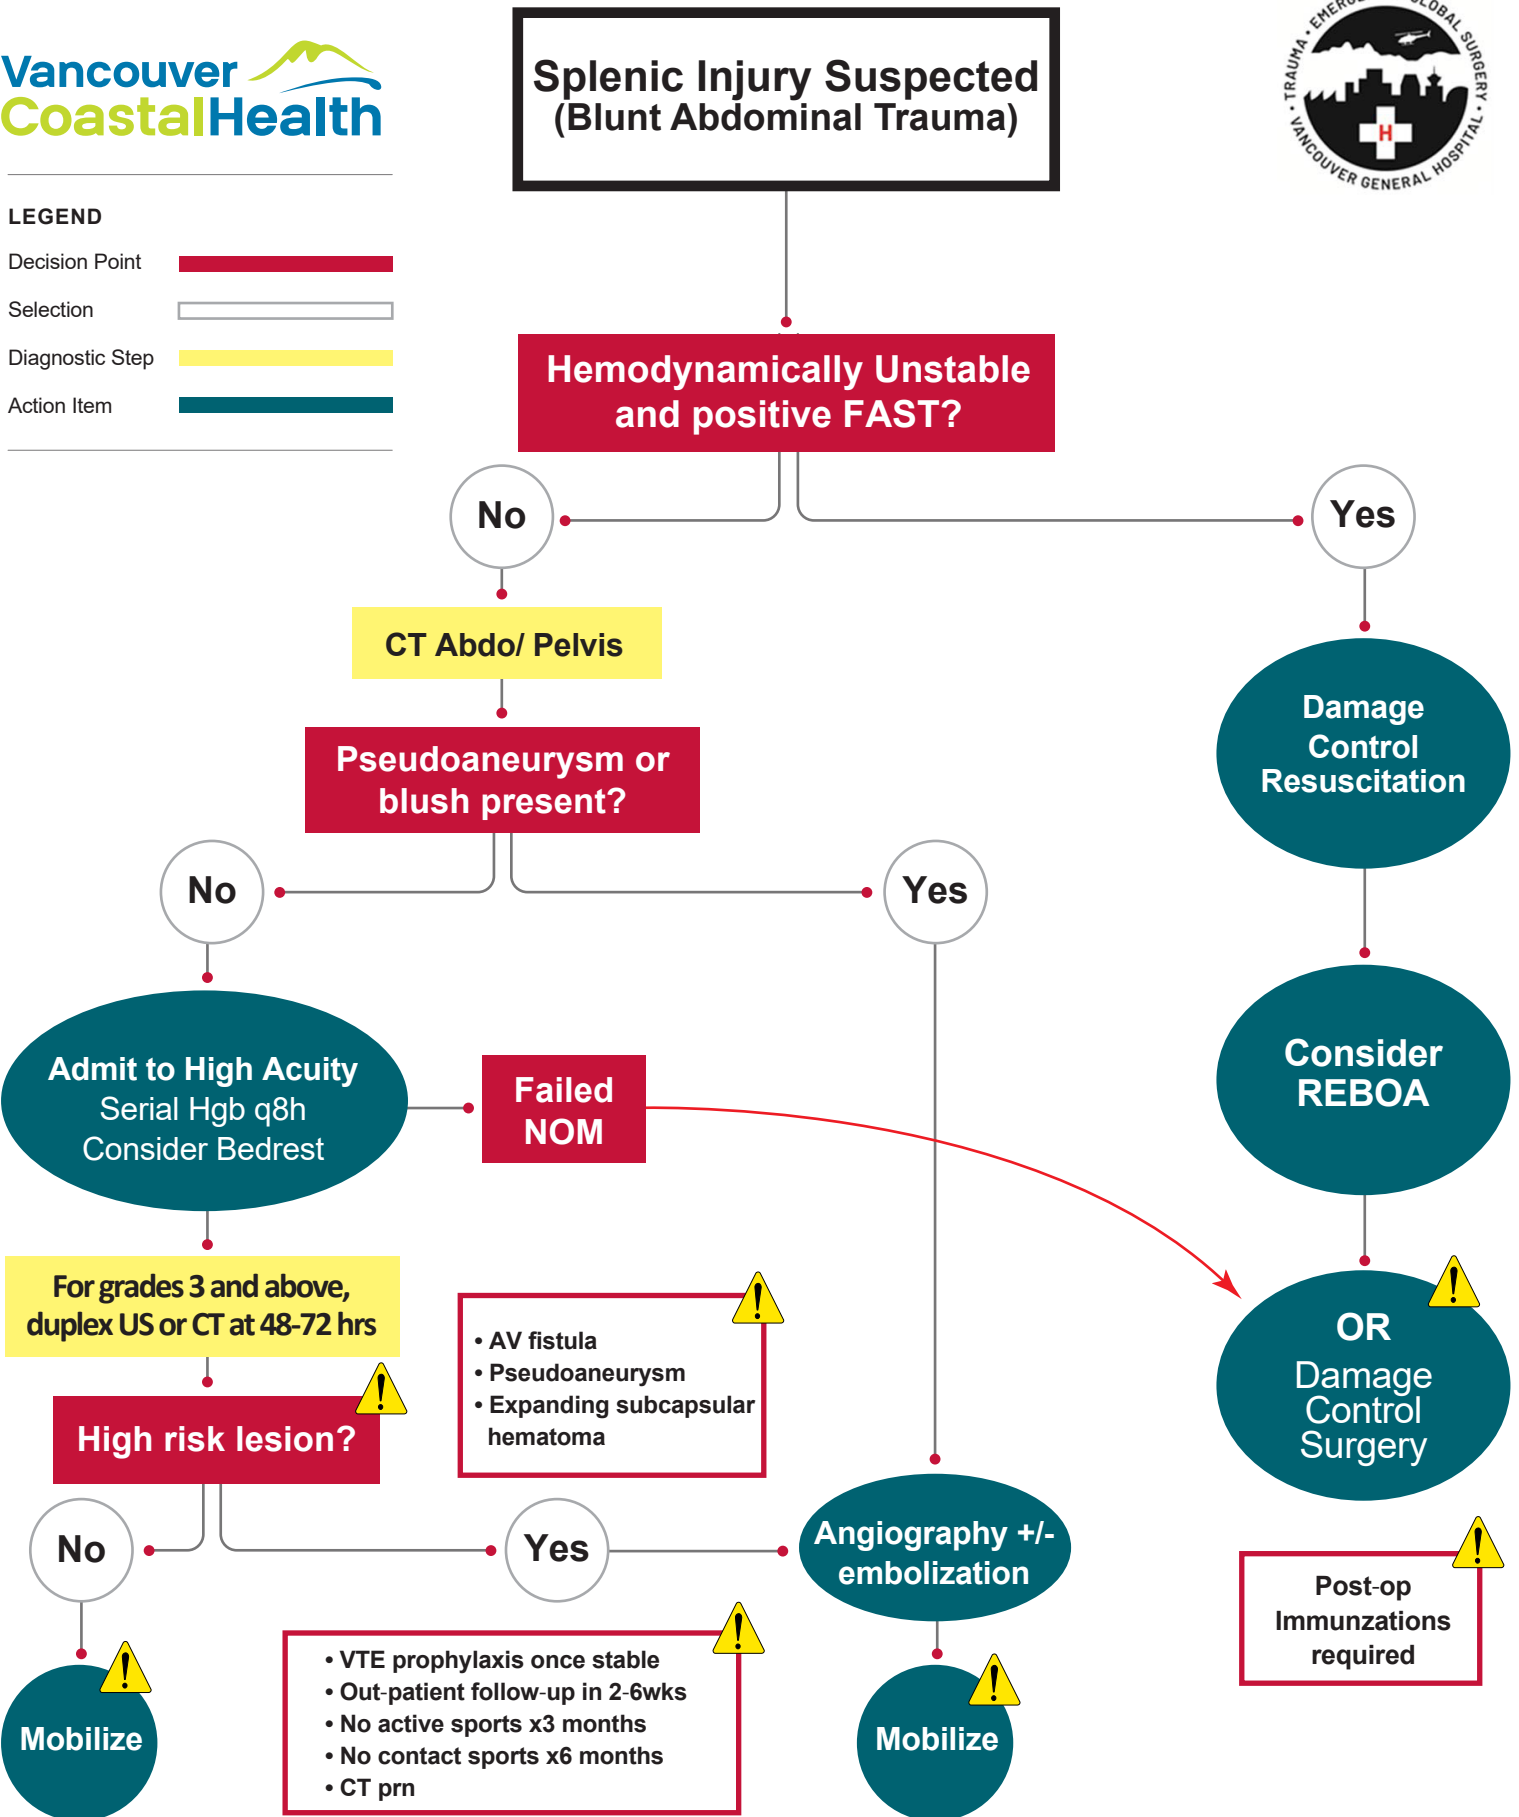 Vancouver
CoastalHealth
Splenic Injury Suspected
(Blunt Abdominal Trauma)
TRAUMA • • GLOBAL SURGERY •
VANCOUVER GENERAL HOSPITAL •
H
LEGEND
Decision Point
Selection
Diagnostic Step
Action Item
Hemodynamically Unstable
and positive FAST?
No
Yes
CT Abdo/ Pelvis
Damage
Control
Resuscitation
Pseudoaneurysm or
blush present?
No
Yes
Admit to High Acuity
Serial Hgb q8h
Consider Bedrest
Failed
NOM
Consider
REBOA
For grades 3 and above,
duplex US or CT at 48-72 hrs
• AV fistula
• Pseudoaneurysm
• Expanding subcapsular
hematoma
!
!
OR
Damage
Control
Surgery
!
High risk lesion?
No
Yes
Angiography +/-
embolization
!
Post-op
Immunzations
required
!
Mobilize
!
• VTE prophylaxis once stable
• Out-patient follow-up in 2-6wks
• No active sports x3 months
• No contact sports x6 months
• CT prn
!
Mobilize